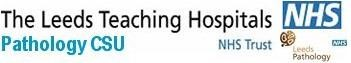 The Leeds Teaching Hospitals NHS
Pathology CSU NHS Trust
Leeds
Pathology